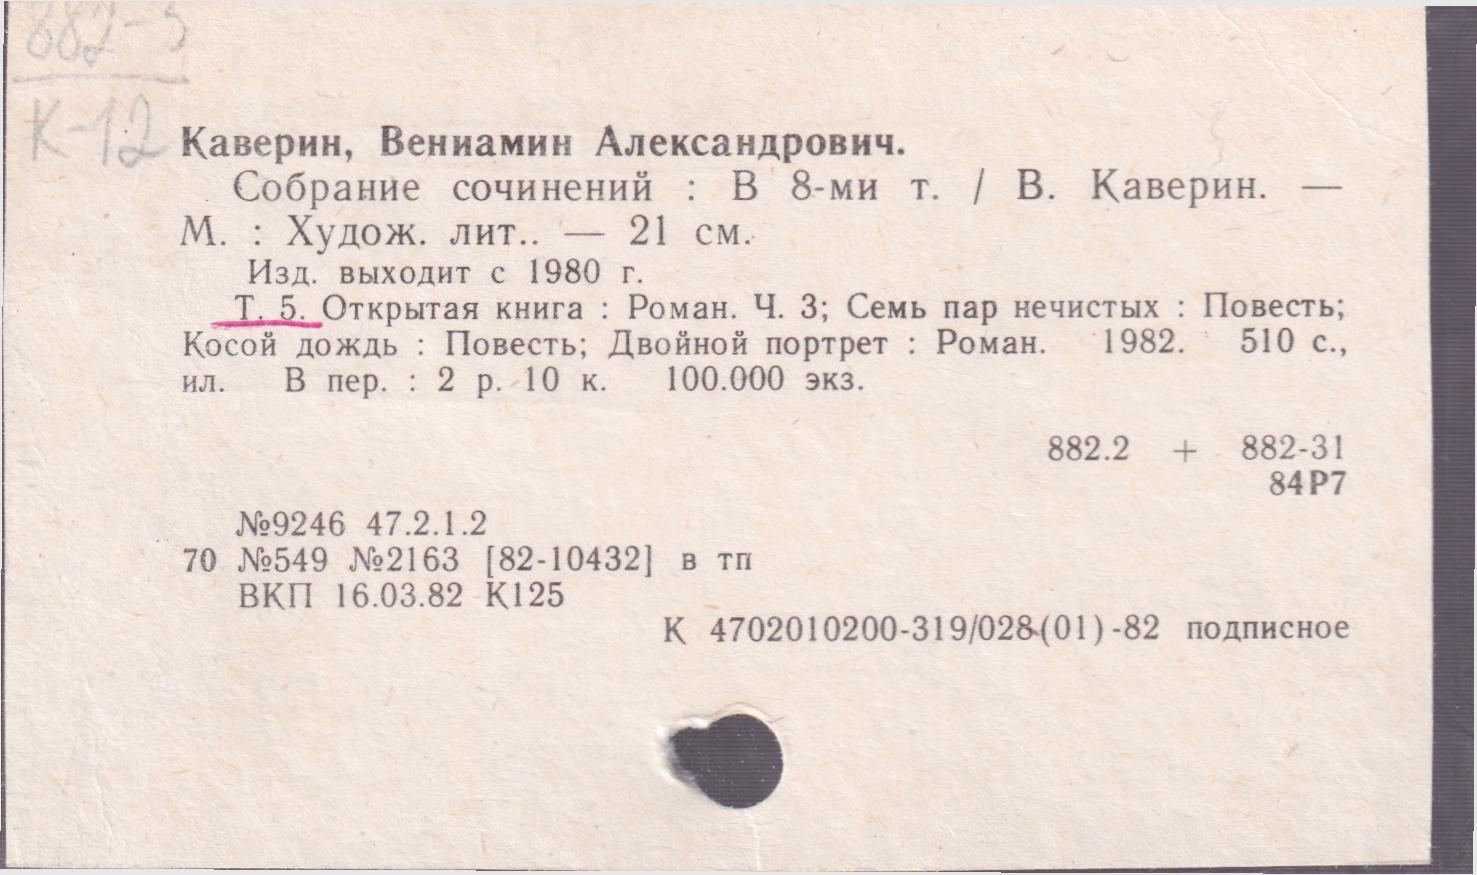 882-3
К-12
Каверин, Вениамин Александрович.
Собрание сочинений : В 8-ми т. / В. Каверин. —
М. : Худож. лит.. — 21 см.
Изд. выходит с 1980 г.
Т. 5. Открытая книга : Роман. Ч. 3; Семь пар нечистых : Повесть;
Косой дождь : Повесть; Двойной портрет : Роман. 1982. 510 с.,
ил. В пер. : 2 р. 10 к. 100.000 экз.
882.2 + 882-31
84Р7
№9246 47.2.1.2
70 №549 №2163 [82-10432] в тп
ВКП 16.03.82 К125
К 4702010200-319/028-(01)-82 подписное